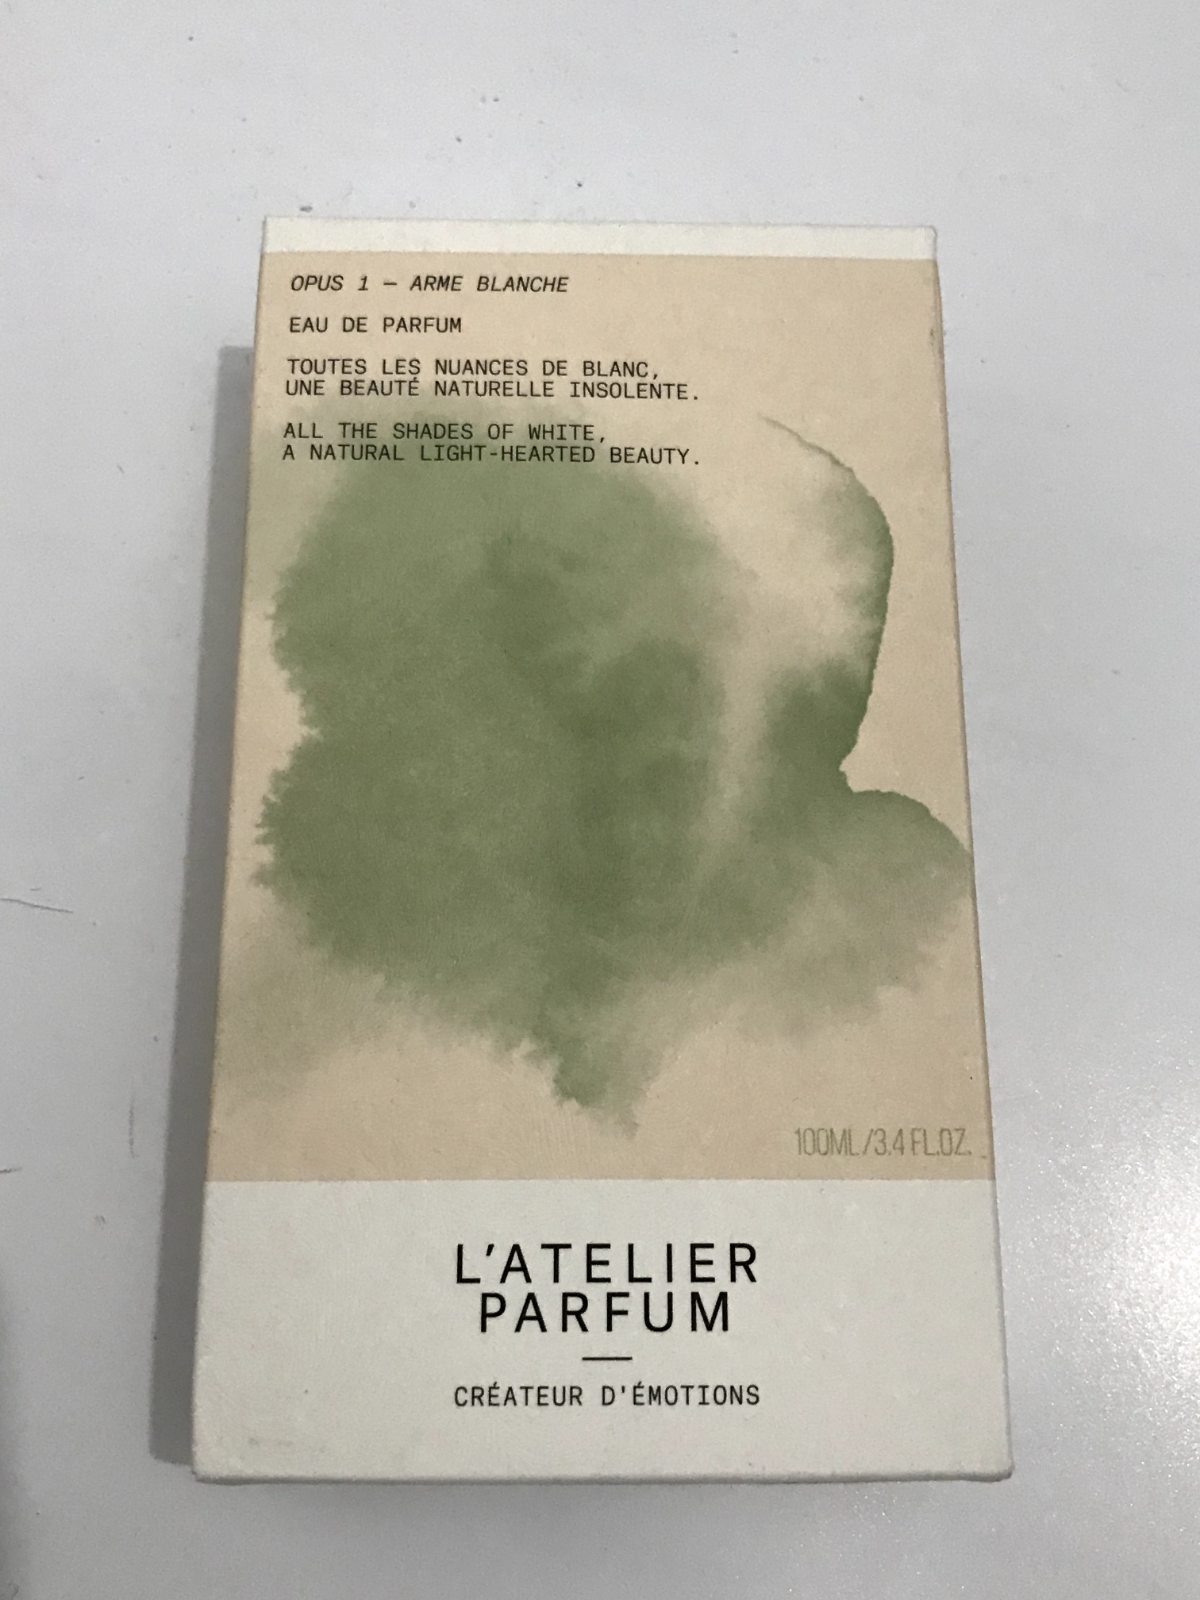 OPUS 1 — ARME BLANCHE
EAU DE PARFUM
TOUTES LES NUANCES DE BLANC,
UNE BEAUTÉ NATURELLE INSOLENTE.
ALL THE SHADES OF WHITE,
A NATURAL LIGHT-HEARTED BEAUTY.
100ML/3.4 FL.OZ.
L'ATELIER
PARFUM
—
CRÉATEUR D'ÉMOTIONS